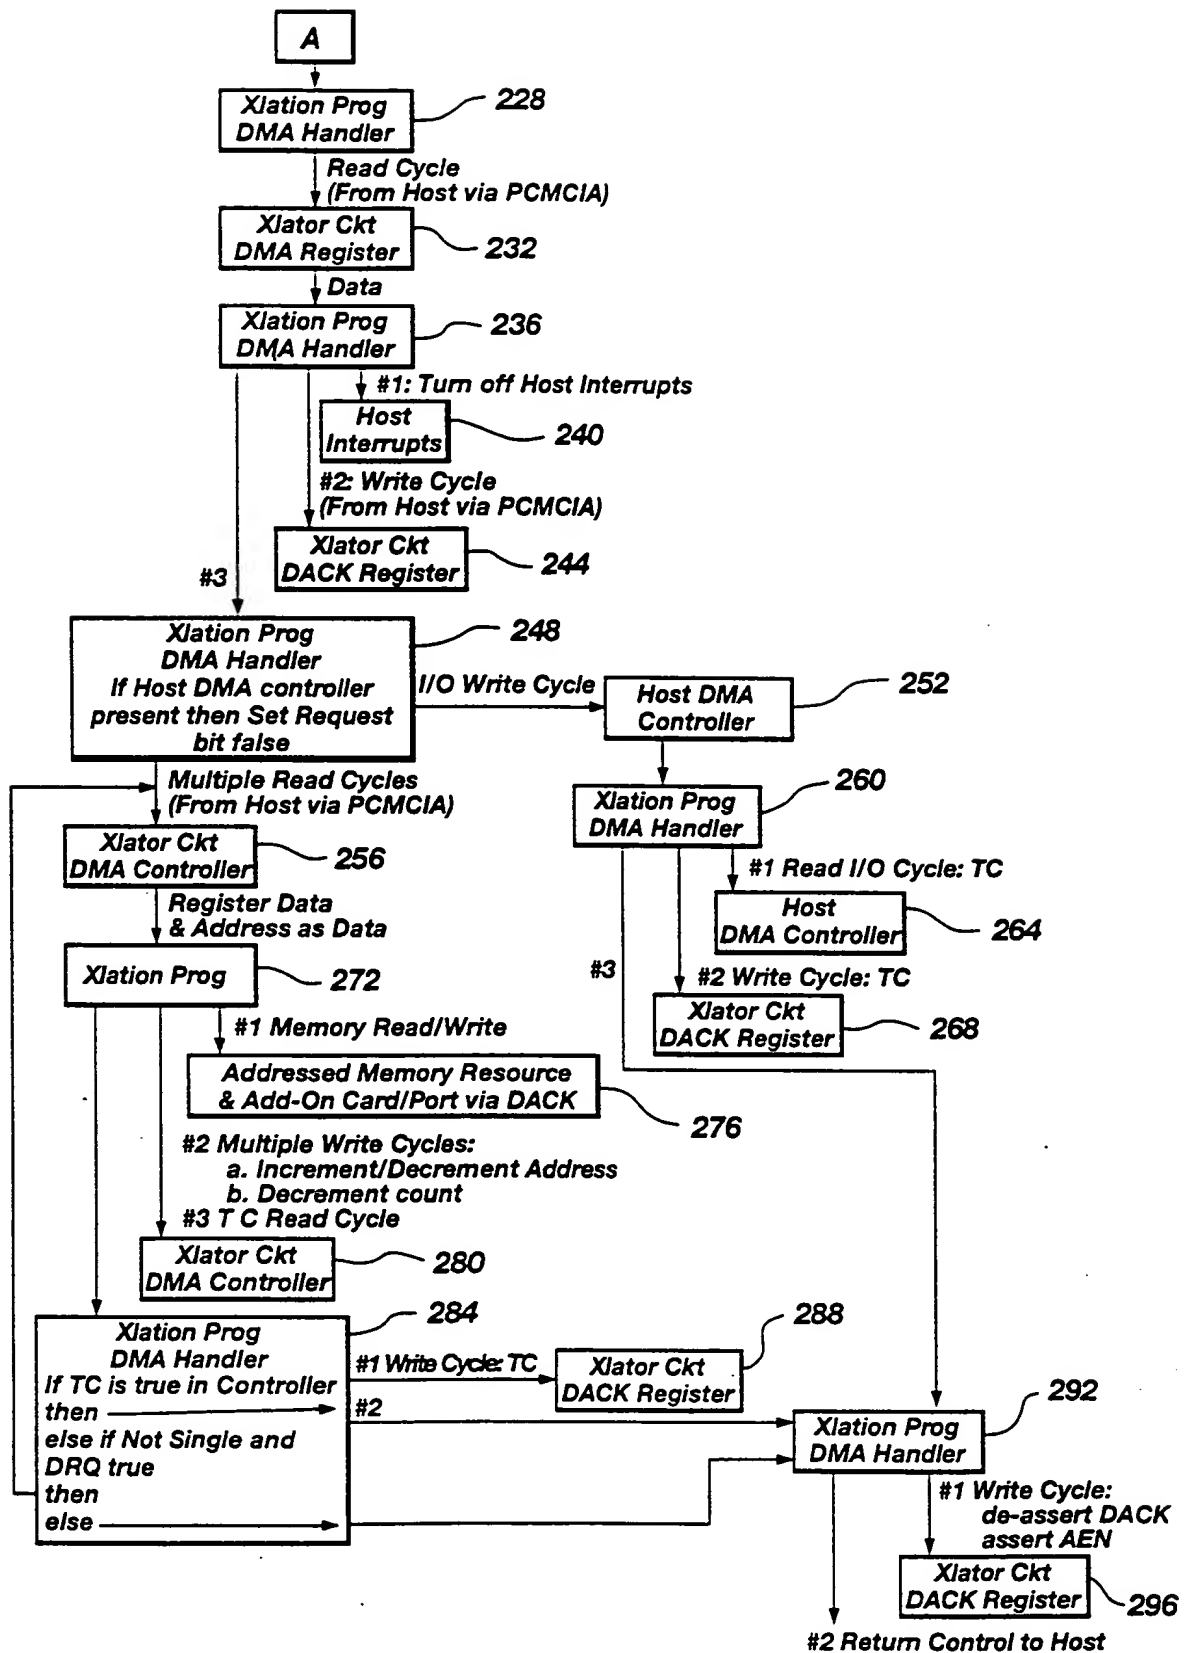 A
Xlation Prog
DMA Handler
228
Read Cycle
(From Host via PCMCIA)
Xlator Ckt
DMA Register
232
Data
Xlation Prog
DMA Handler
236
#1: Turn off Host Interrupts
Host
Interrupts
240
#2: Write Cycle
(From Host via PCMCIA)
Xlator Ckt
DACK Register
244
#3
Xlation Prog
DMA Handler
If Host DMA controller
present then Set Request
bit false
248
I/O Write Cycle
Host DMA
Controller
252
Multiple Read Cycles
(From Host via PCMCIA)
Xlation Prog
DMA Handler
260
Xlator Ckt
DMA Controller
256
#1 Read I/O Cycle: TC
Register Data
& Address as Data
Host
DMA Controller
264
Xlation Prog
272
#3
#2 Write Cycle: TC
Xlator Ckt
DACK Register
268
#1 Memory Read/Write
Addressed Memory Resource
& Add-On Card/Port via DACK
276
#2 Multiple Write Cycles:
a. Increment/Decrement Address
b. Decrement count
#3 T C Read Cycle
Xlator Ckt
DMA Controller
280
Xlation Prog
DMA Handler
If TC is true in Controller
then
else if Not Single and
DRQ true
then
else
284
#1 Write Cycle: TC
Xlator Ckt
DACK Register
288
#2
Xlation Prog
DMA Handler
292
#1 Write Cycle:
de-assert DACK
assert AEN
Xlator Ckt
DACK Register
296
#2 Return Control to Host